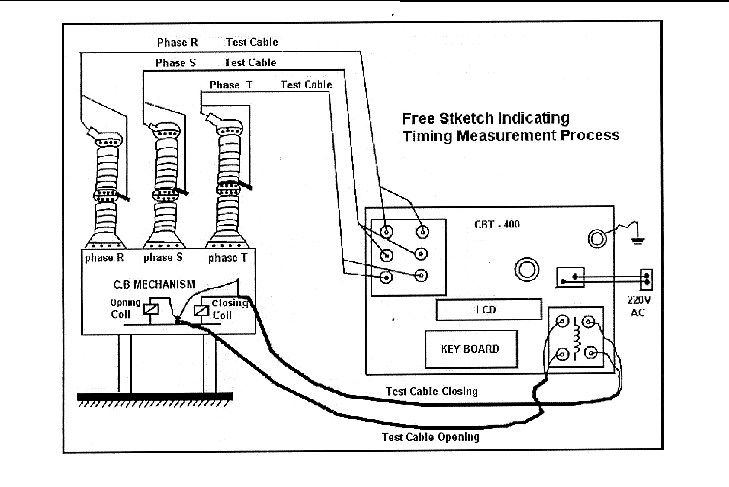 Phase R Test Cable
Phase S Test Cable
Phase T Test Cable
Free Stketch Indicating
Timing Measurement Process
CBT - 400
phase R phase S phase T
C.B MECHANISM
Opning
Coil
Closing
Coil
LCD
KEY BOARD
220V
AC
Test Cable Closing
Test Cable Opening